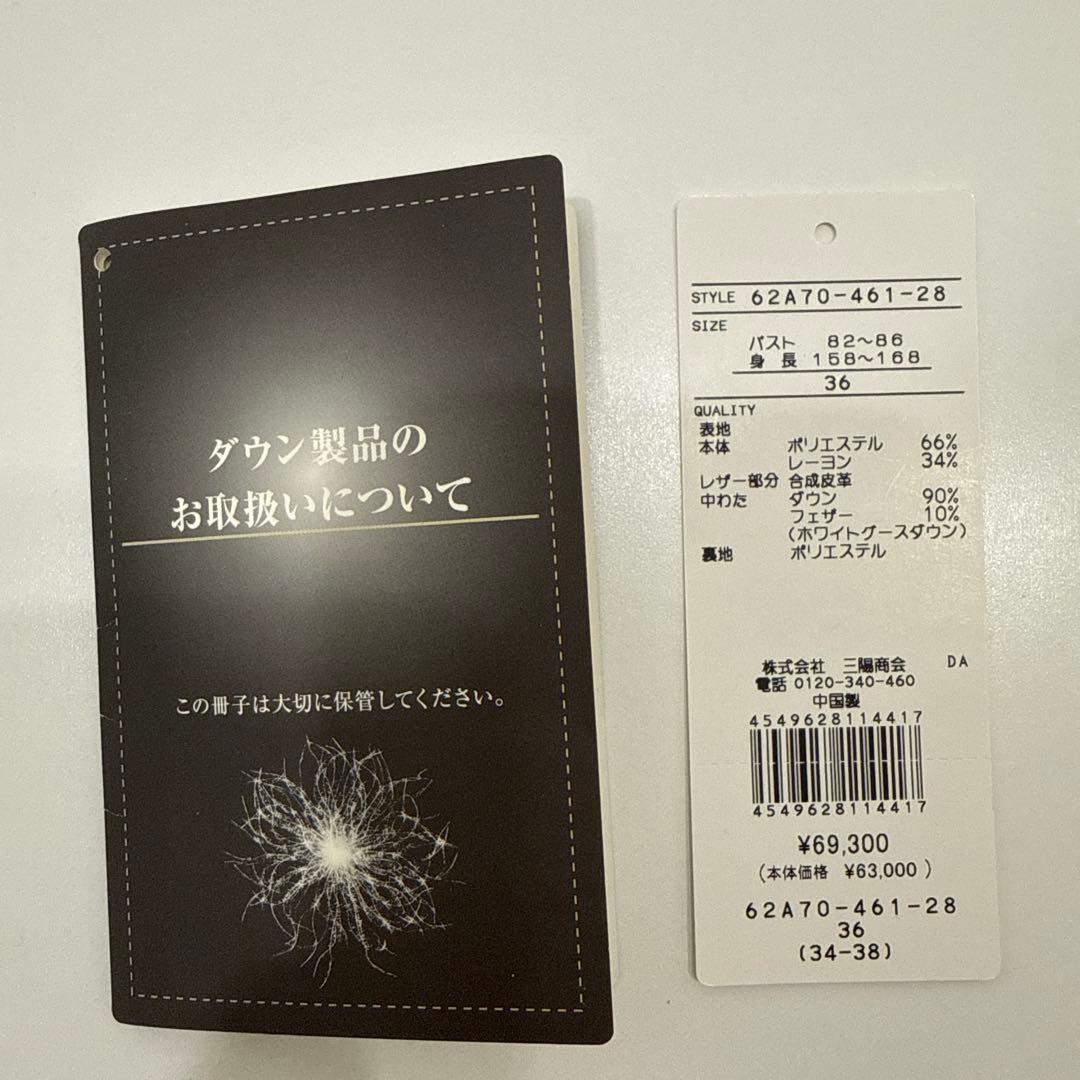 ダウン製品の
お取扱いについて
この冊子は大切に保管してください。
STYLE 62A70-461-28
SIZE
バスト 82～86
身長 158～168
36
QUALITY
表地
本体 ポリエステル 66%
レーヨン 34%
レザー部分 合成皮革
中わた ダウン 90%
フェザー 10%
(ホワイトグースダウン)
裏地 ポリエステル
株式会社 三陽商会 DA
電話 0120-340-460
中国製
4549628114417
4549628114417
¥69,300
(本体価格 ¥63,000)
62A70-461-28
36
(34-38)